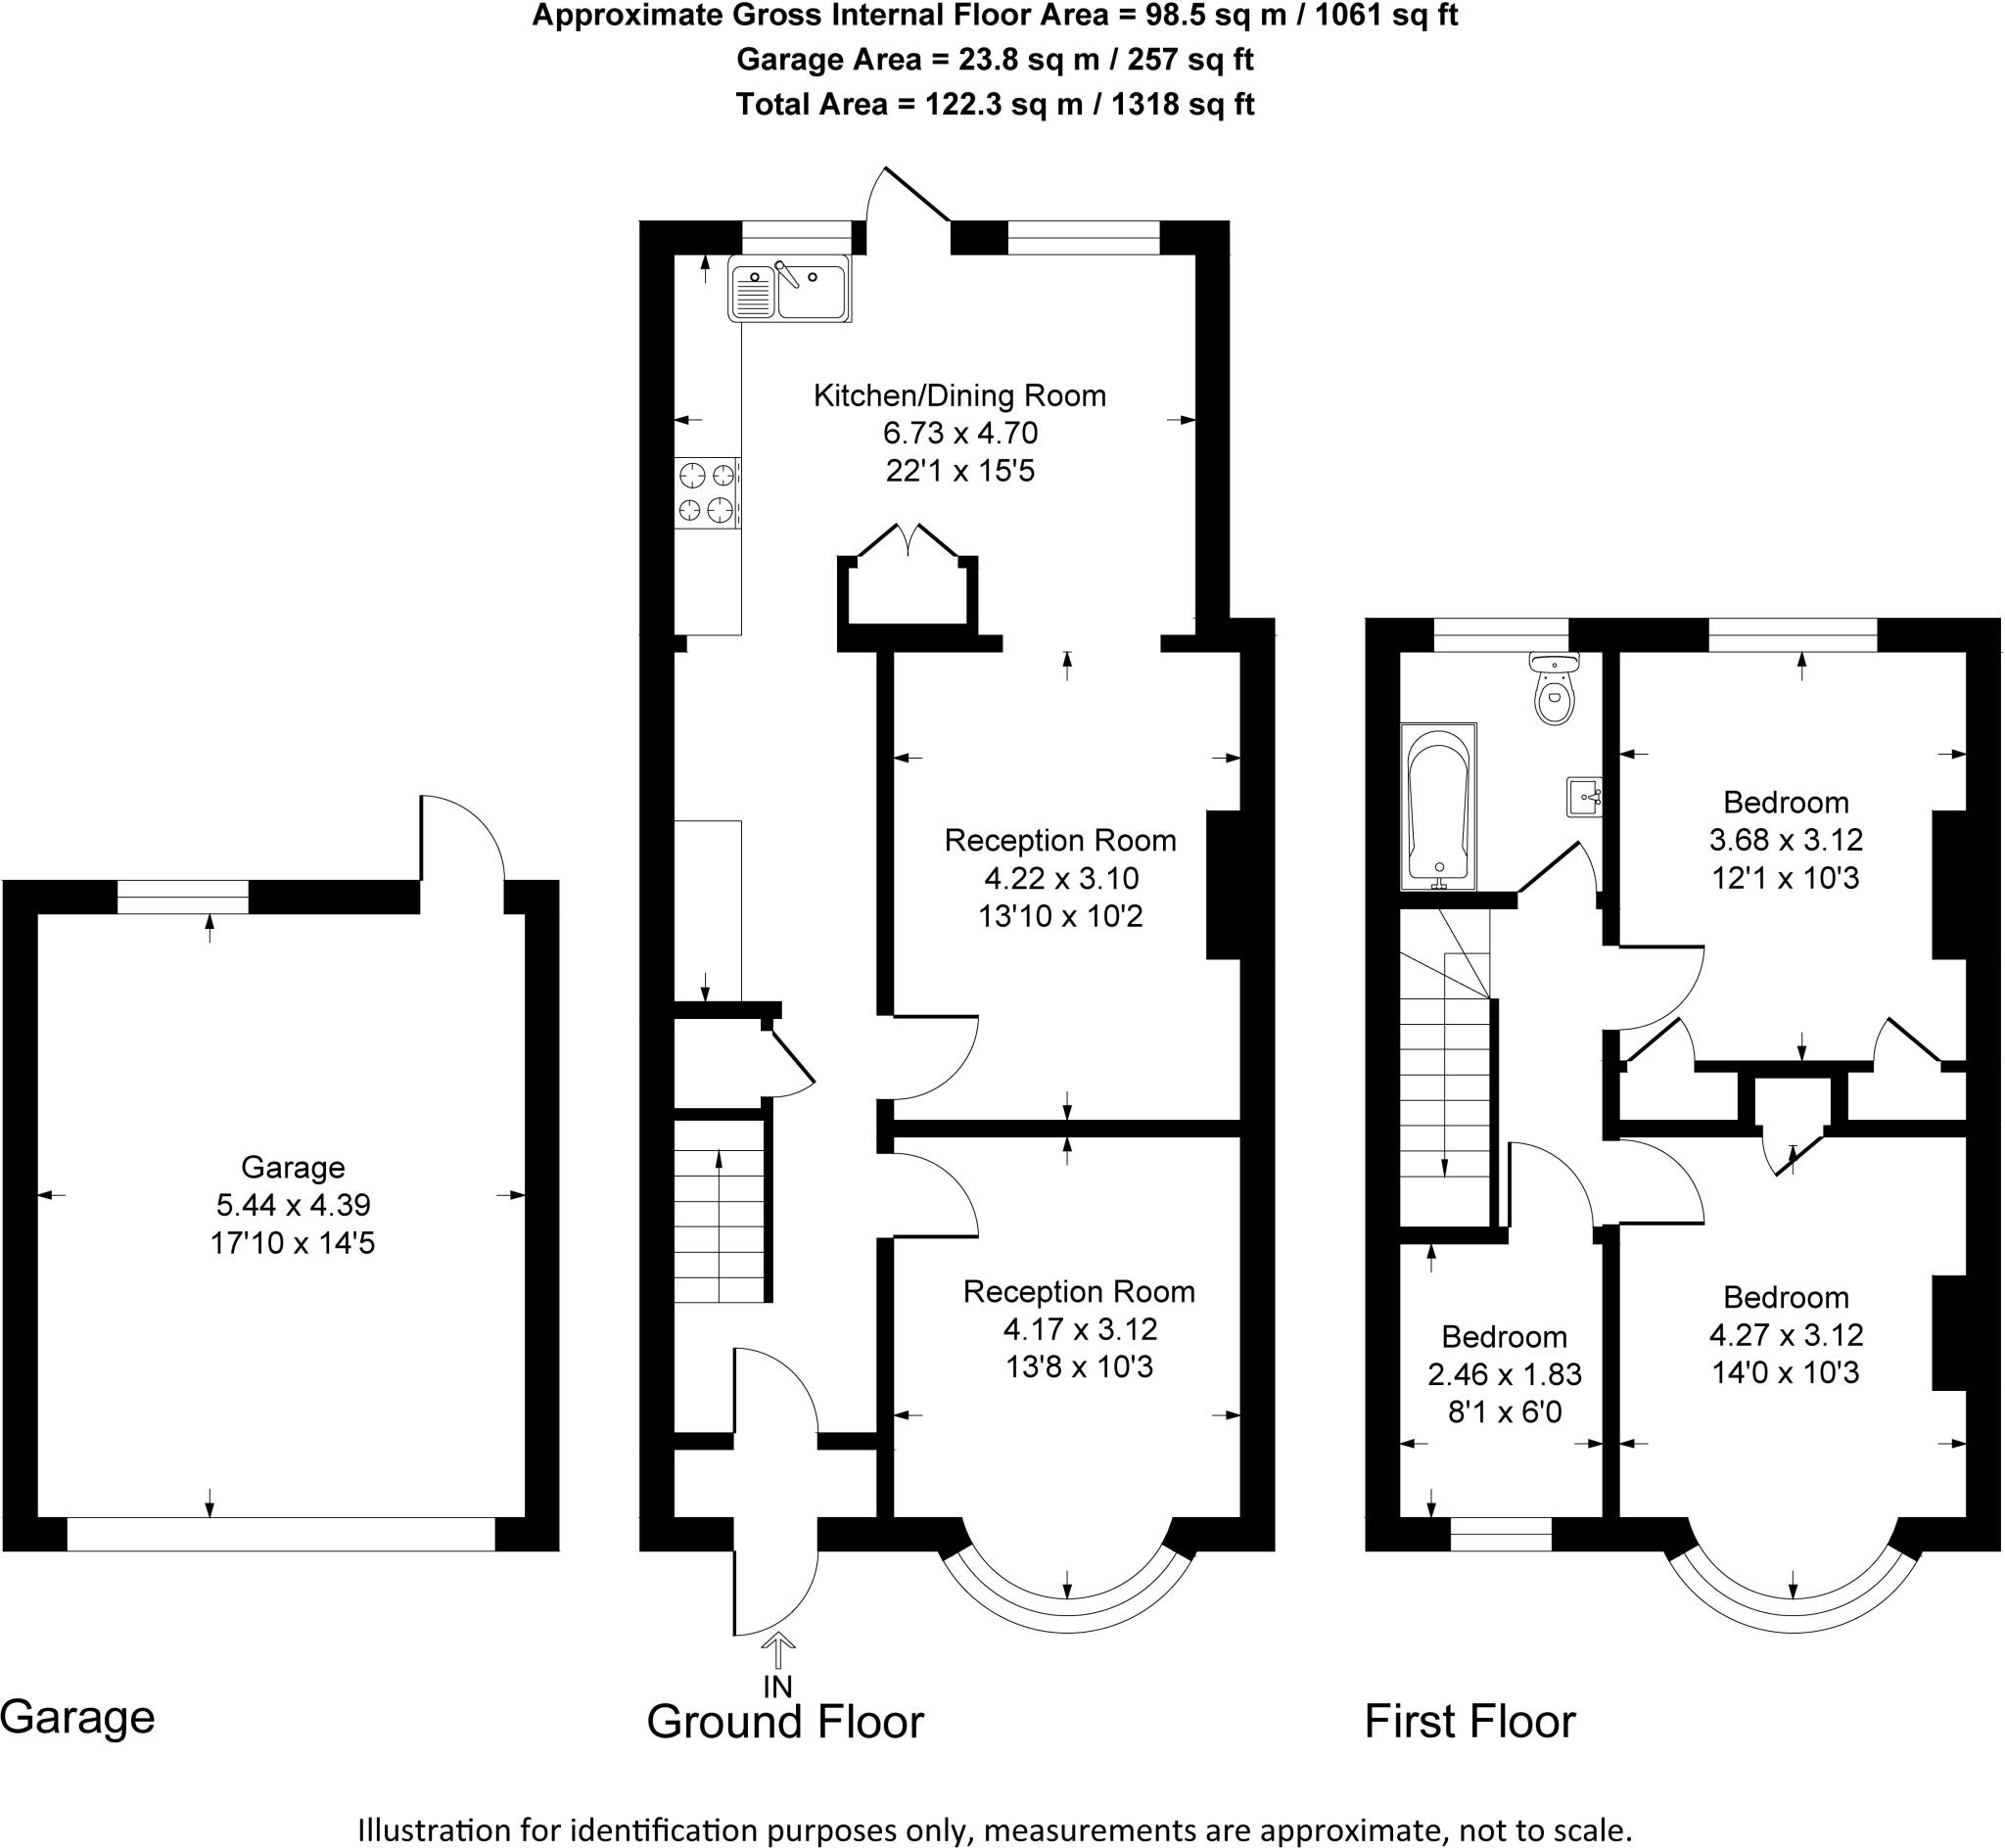 Approximate Gross Internal Floor Area = 98.5 sq m / 1061 sq ft
Garage Area = 23.8 sq m / 257 sq ft
Total Area = 122.3 sq m / 1318 sq ft
Kitchen/Dining Room
6.73 x 4.70
22'1 x 15'5
Reception Room
4.22 x 3.10
13'10 x 10'2
Bedroom
3.68 x 3.12
12'1 x 10'3
Garage
5.44 x 4.39
17'10 x 14'5
Reception Room
4.17 x 3.12
13'8 x 10'3
Bedroom
2.46 x 1.83
8'1 x 6'0
Bedroom
4.27 x 3.12
14'0 x 10'3
IN
Garage
Ground Floor
First Floor
Illustration for identification purposes only, measurements are approximate, not to scale.